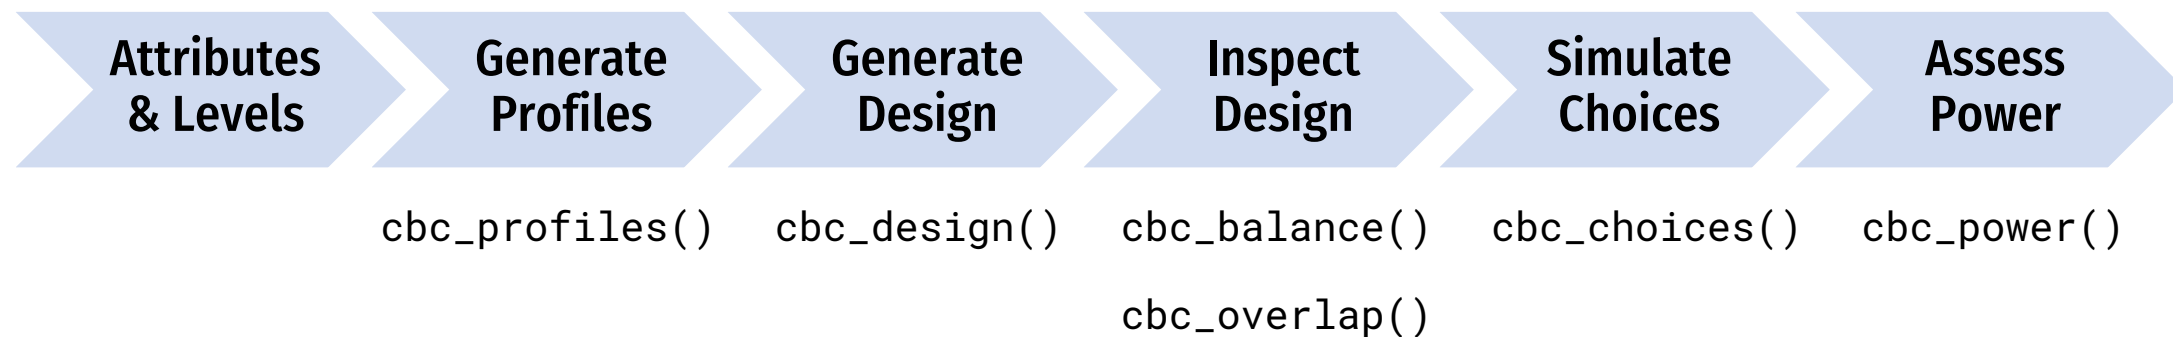 Attributes
& Levels
Generate
Profiles
Generate
Design
Inspect
Design
Simulate
Choices
Assess
Power
cbc_profiles()
cbc_design()
cbc_balance()
cbc_choices()
cbc_power()
cbc_overlap()